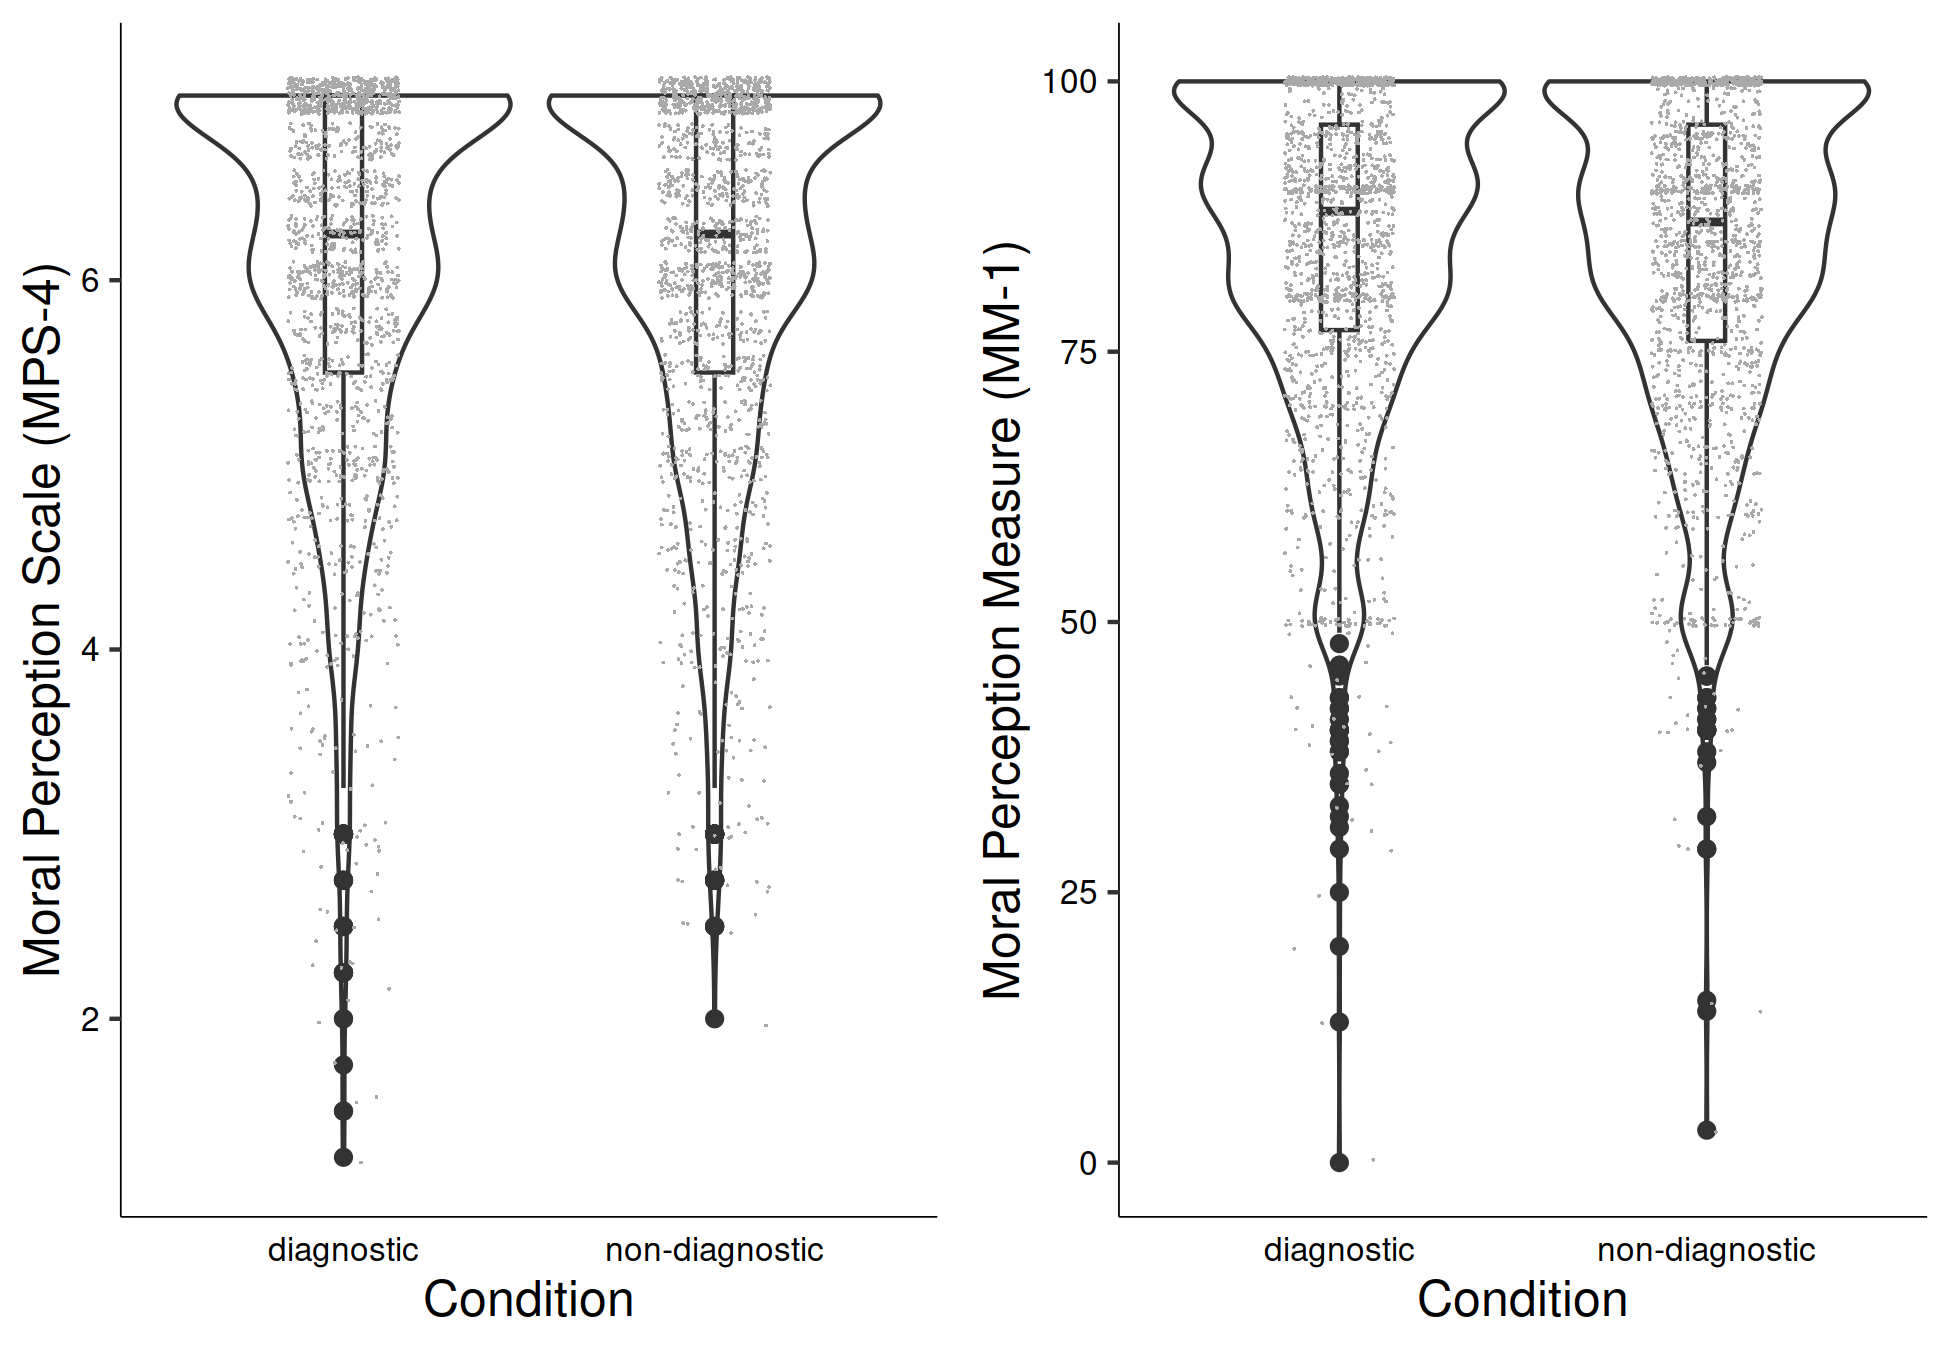 Moral Perception Scale (MPS-4)
6
4
2
diagnostic
non-diagnostic
Condition
Moral Perception Measure (MM-1)
100
75
50
25
0
diagnostic
non-diagnostic
Condition